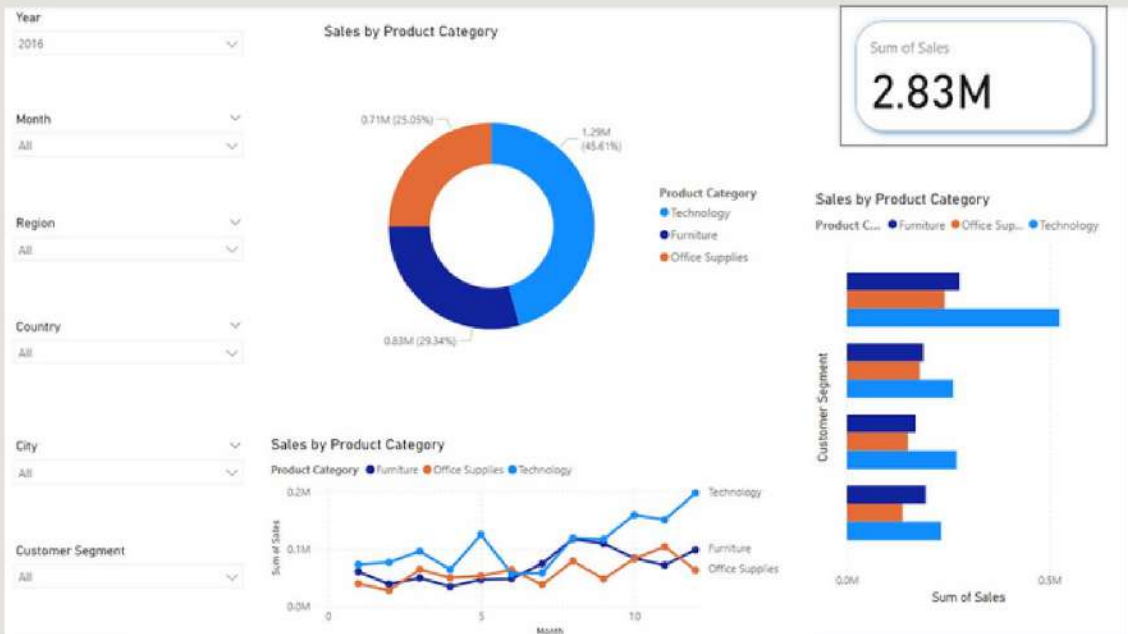 Year
2016
Month
All
Region
All
Country
All
City
All
Customer Segment
All
Sales by Product Category
0.71M (25.05%)
1.29M
(45.61%)
0.83M (29.34%)
Product Category
Technology
Furniture
Office Supplies
Sum of Sales
2.83M
Sales by Product Category
Product C... Furniture Office Sup... Technology
Customer Segment
0.0M 0.5M
Sum of Sales
Sales by Product Category
Product Category Furniture Office Supplies Technology
0.2M
0.1M
0.0M
Sum of Sales
Technology
Furniture
Office Supplies
0 5 10
Month